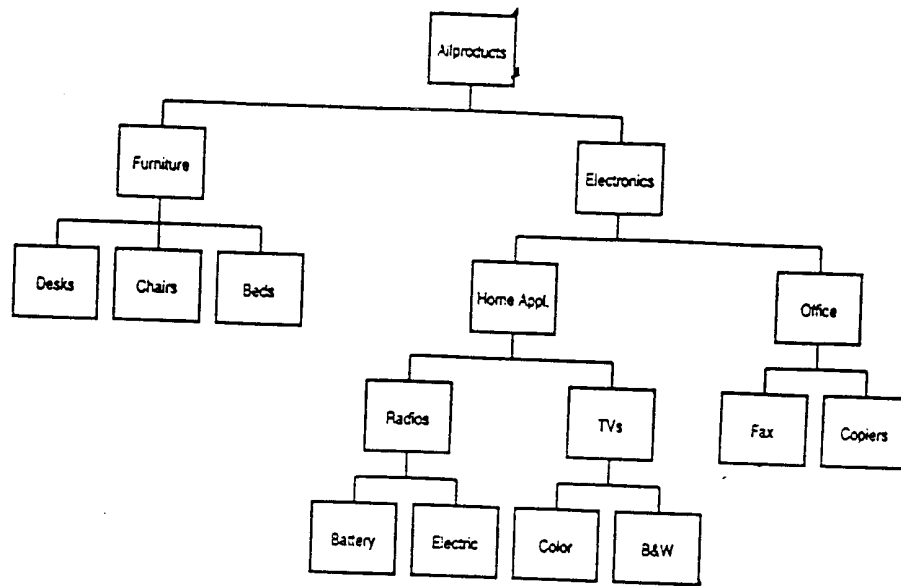 Allproducts
Furniture
Electronics
Desks
Chairs
Beds
Home Appl.
Office
Radios
TVs
Fax
Copiers
Battery
Electric
Color
B&W